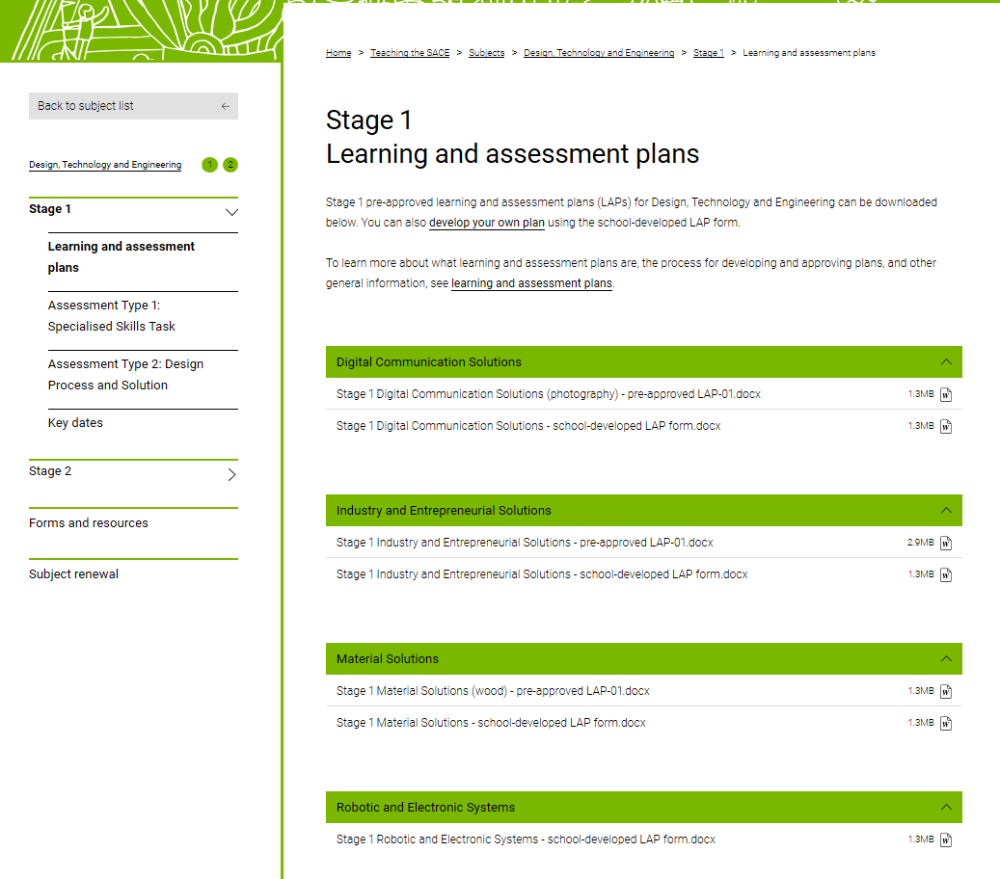 Home > Teaching the SACE > Subjects > Design, Technology and Engineering > Stage 1 > Learning and assessment plans
Back to subject list
Design, Technology and Engineering 1 2
Stage 1
Learning and assessment
plans
Assessment Type 1:
Specialised Skills Task
Assessment Type 2: Design
Process and Solution
Key dates
Stage 2
Forms and resources
Subject renewal
Stage 1
Learning and assessment plans
Stage 1 pre-approved learning and assessment plans (LAPs) for Design, Technology and Engineering can be downloaded
below. You can also develop your own plan using the school-developed LAP form.
To learn more about what learning and assessment plans are, the process for developing and approving plans, and other
general information, see learning and assessment plans.
Digital Communication Solutions
Stage 1 Digital Communication Solutions (photography) - pre-approved LAP-01.docx 1.3MB
Stage 1 Digital Communication Solutions - school-developed LAP form.docx 1.3MB
Industry and Entrepreneurial Solutions
Stage 1 Industry and Entrepreneurial Solutions - pre-approved LAP-01.docx 2.9MB
Stage 1 Industry and Entrepreneurial Solutions - school-developed LAP form.docx 1.3MB
Material Solutions
Stage 1 Material Solutions (wood) - pre-approved LAP-01.docx 1.3MB
Stage 1 Material Solutions - school-developed LAP form.docx 1.3MB
Robotic and Electronic Systems
Stage 1 Robotic and Electronic Systems - school-developed LAP form.docx 1.3MB